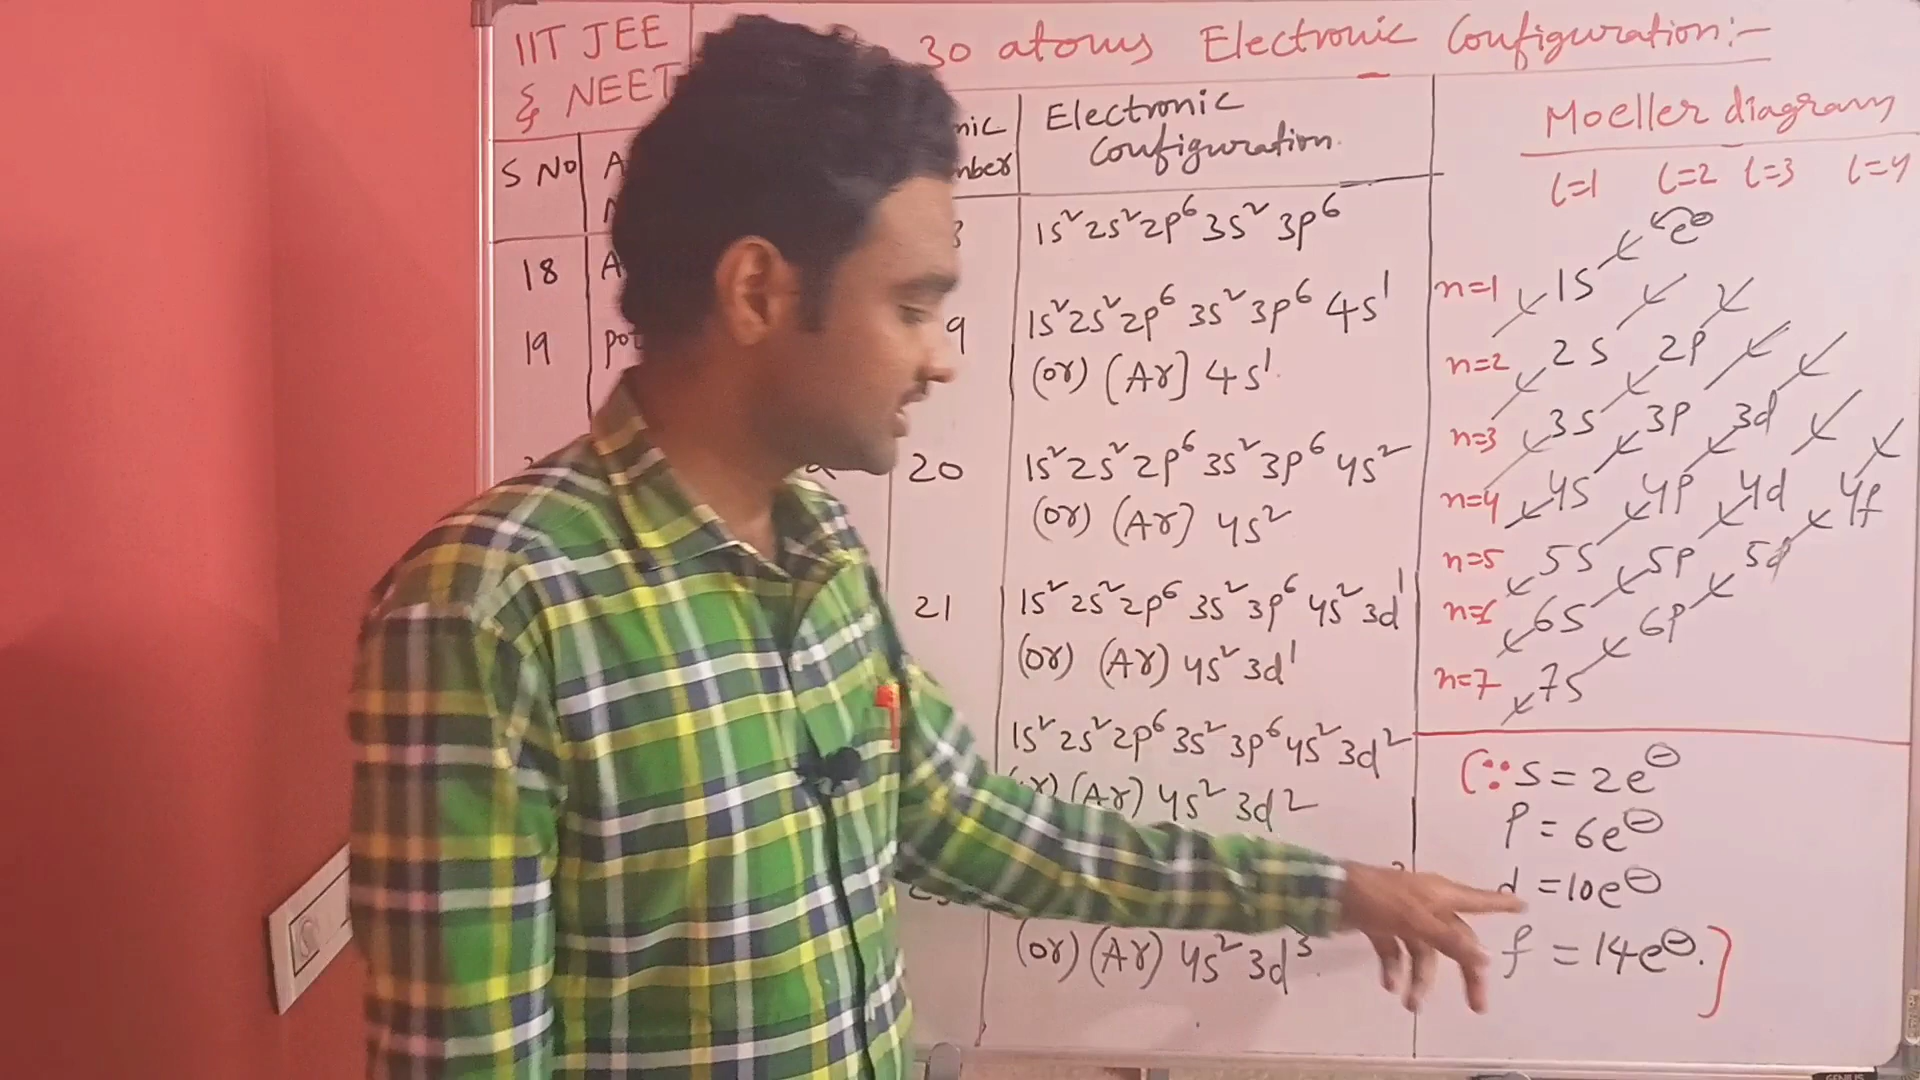 IIT JEE
& NEET
30 atoms Electronic Configuration:-
S NO
Electronic
Configuration.
18
1s² 2s² 2p⁶ 3s² 3p⁶
19
1s² 2s² 2p⁶ 3s² 3p⁶ 4s¹
(or) (Ar] 4s¹.
20
1s² 2s² 2p⁶ 3s² 3p⁶ 4s²
(or) (Ar] 4s²
21
1s² 2s² 2p⁶ 3s² 3p⁶ 4s² 3d¹
(or) (Ar) 4s² 3d¹
1s² 2s² 2p⁶ 3s² 3p⁶ 4s² 3d²
(Ar) 4s² 3d²
(or) (Ar) 4s² 3d³.
Moeller diagram
l=1 l=2 l=3 l=4
e⊖
n=1 1s
n=2 2s 2p
n=3 3s 3p 3d
n=4 4s 4p 4d 4f
n=5 5s 5p 5d
6s 6p
n=7 7s
(∵ s = 2e⊖
p = 6e⊖
d = 10e⊖
f = 14e⊖.]